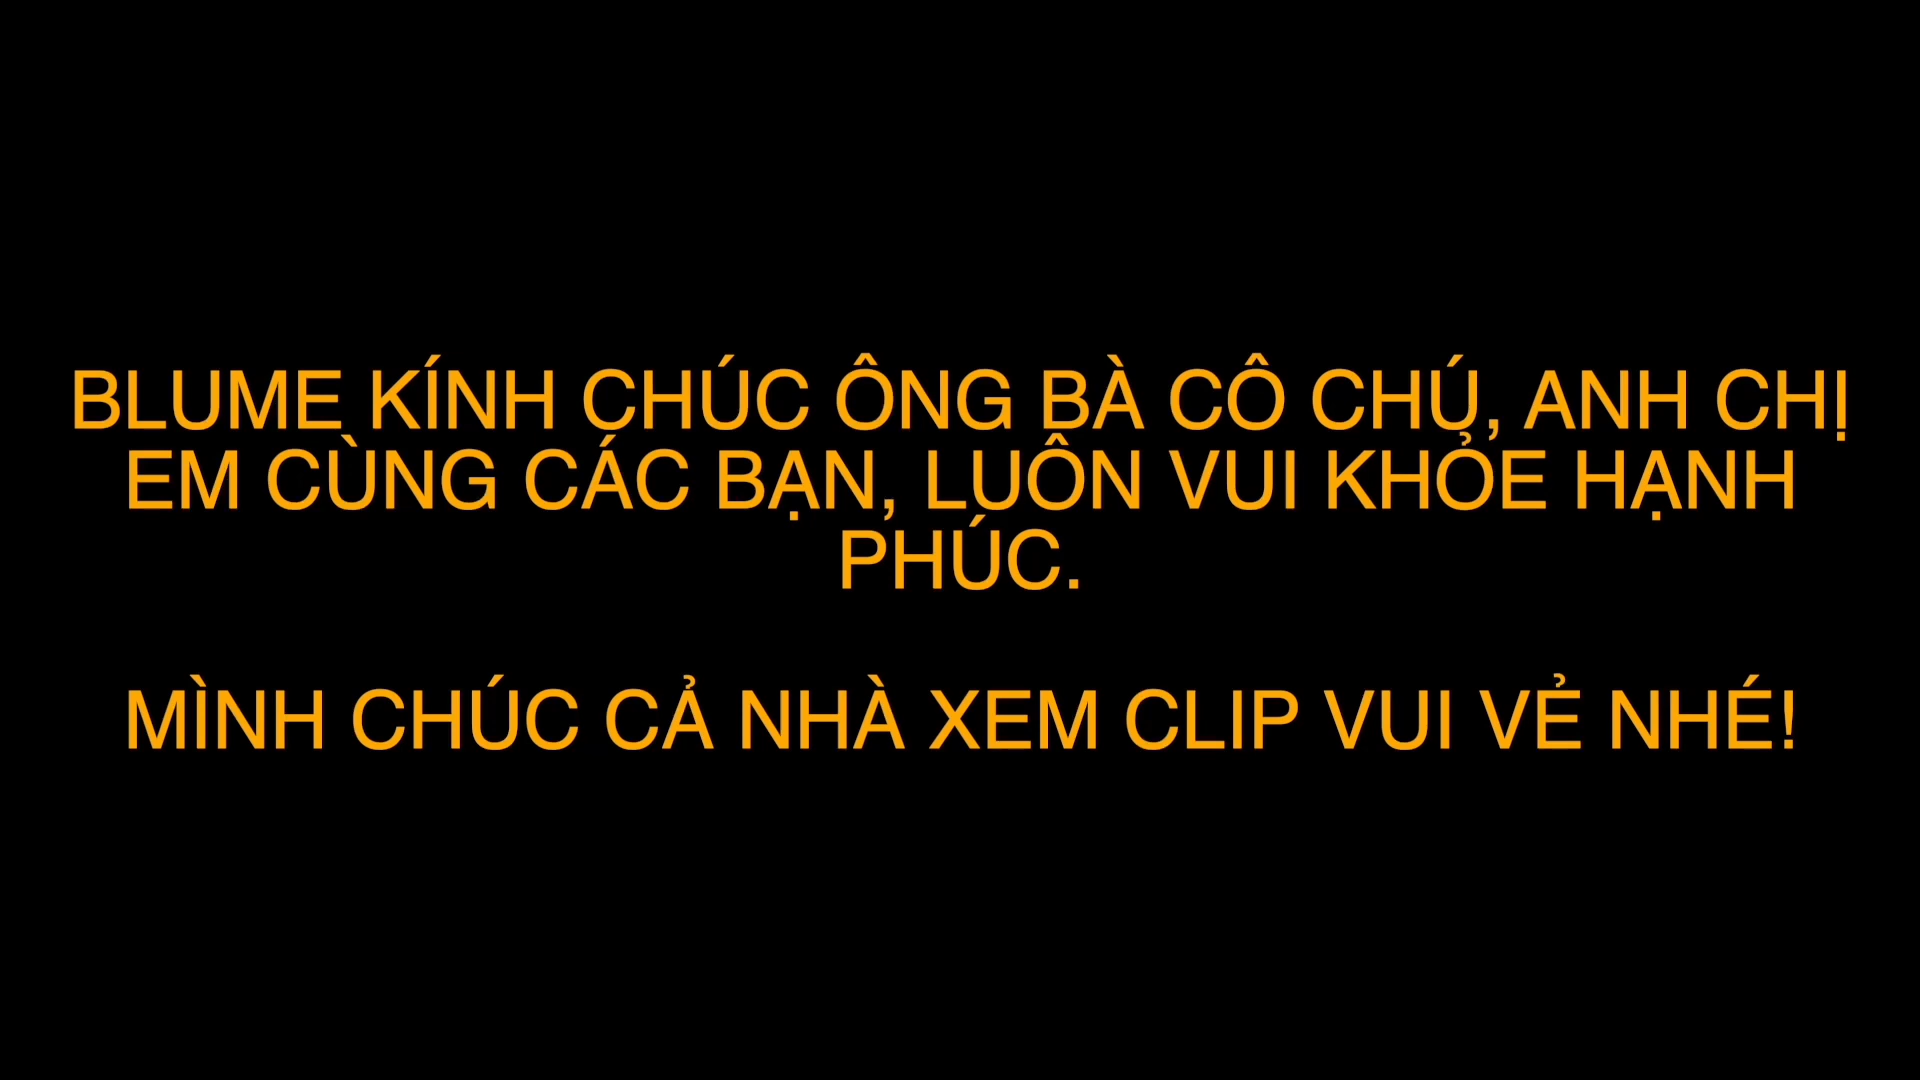 BLUME KÍNH CHÚC ÔNG BÀ CÔ CHÚ, ANH CHỊ
EM CÙNG CÁC BẠN, LUÔN VUI KHỎE HẠNH
PHÚC.
MÌNH CHÚC CẢ NHÀ XEM CLIP VUI VẺ NHÉ!